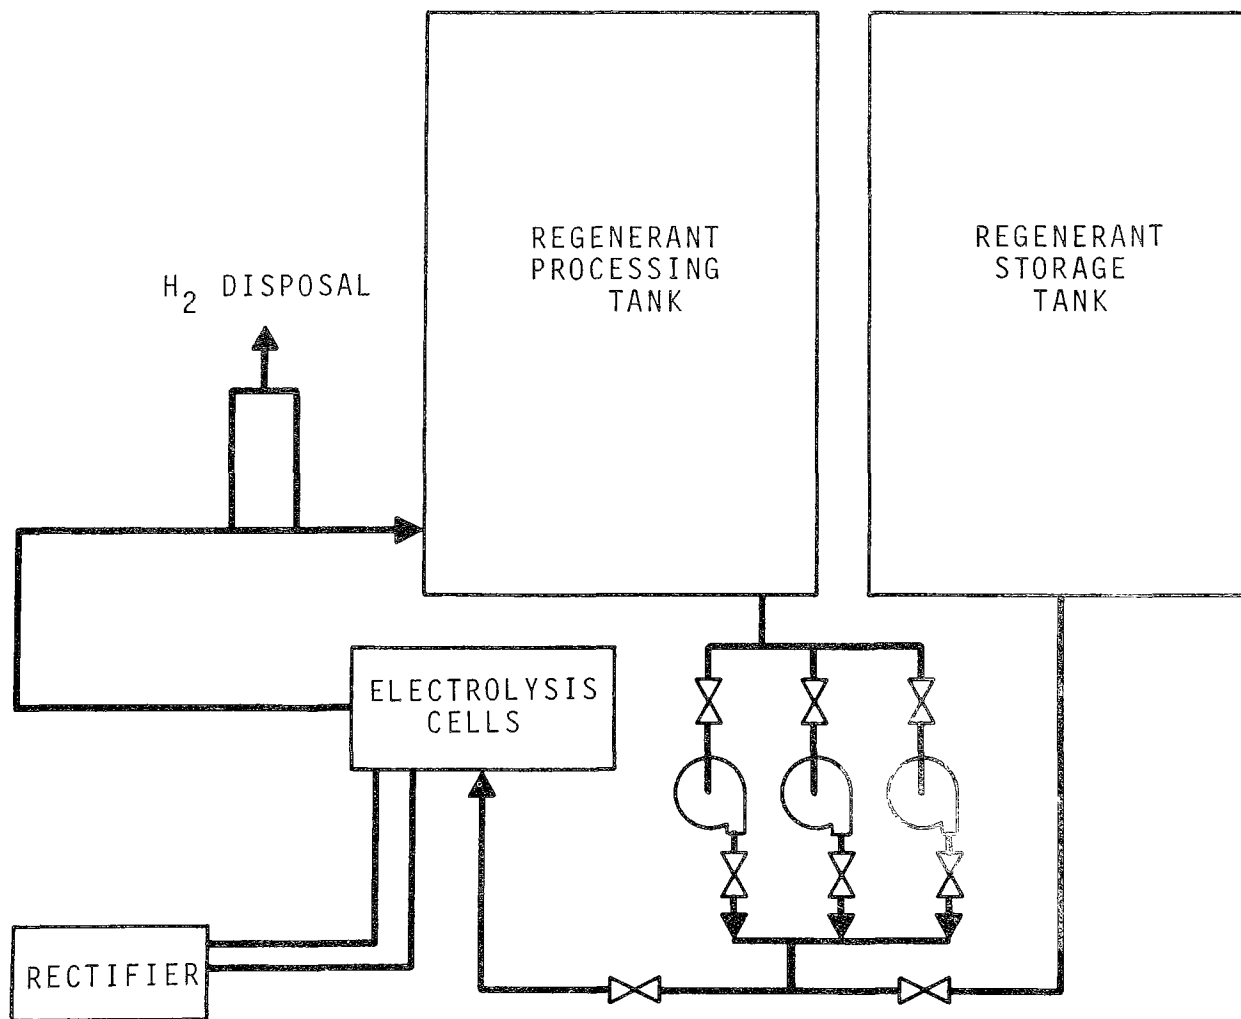 REGENERANT
PROCESSING
TANK
REGENERANT
STORAGE
TANK
H2 DISPOSAL
ELECTROLYSIS
CELLS
RECTIFIER